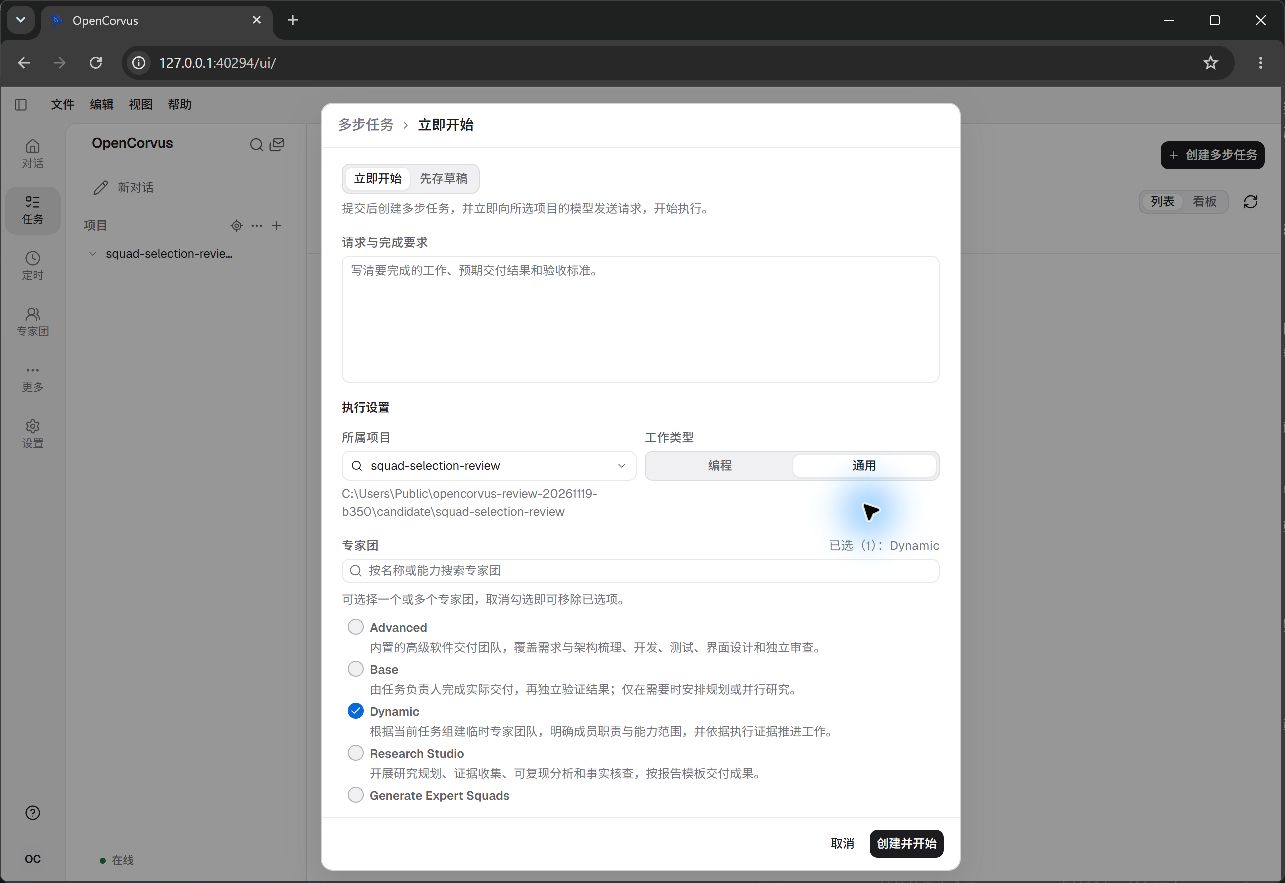 OpenCorvus
127.0.0.1:40294/ui/
文件 编辑 视图 帮助
对话
任务
定时
专家团
更多
设置
OC
OpenCorvus
新对话
项目
squad-selection-revie...
在线
创建多步任务
列表 看板
多步任务 > 立即开始
立即开始 先存草稿
提交后创建多步任务，并立即向所选项目的模型发送请求，开始执行。
请求与完成要求
写清要完成的工作、预期交付结果和验收标准。
执行设置
所属项目
squad-selection-review
C:\Users\Public\opencorvus-review-20261119-
b350\candidate\squad-selection-review
工作类型
编程 通用
专家团
已选（1）：Dynamic
按名称或能力搜索专家团
可选择一个或多个专家团，取消勾选即可移除已选项。
Advanced
内置的高级软件交付团队，覆盖需求与架构梳理、开发、测试、界面设计和独立审查。
Base
由任务负责人完成实际交付，再独立验证结果；仅在需要时安排规划或并行研究。
Dynamic
根据当前任务组建临时专家团队，明确成员职责与能力范围，并依据执行证据推进工作。
Research Studio
开展研究规划、证据收集、可复现分析和事实核查，按报告模板交付成果。
Generate Expert Squads
取消 创建并开始